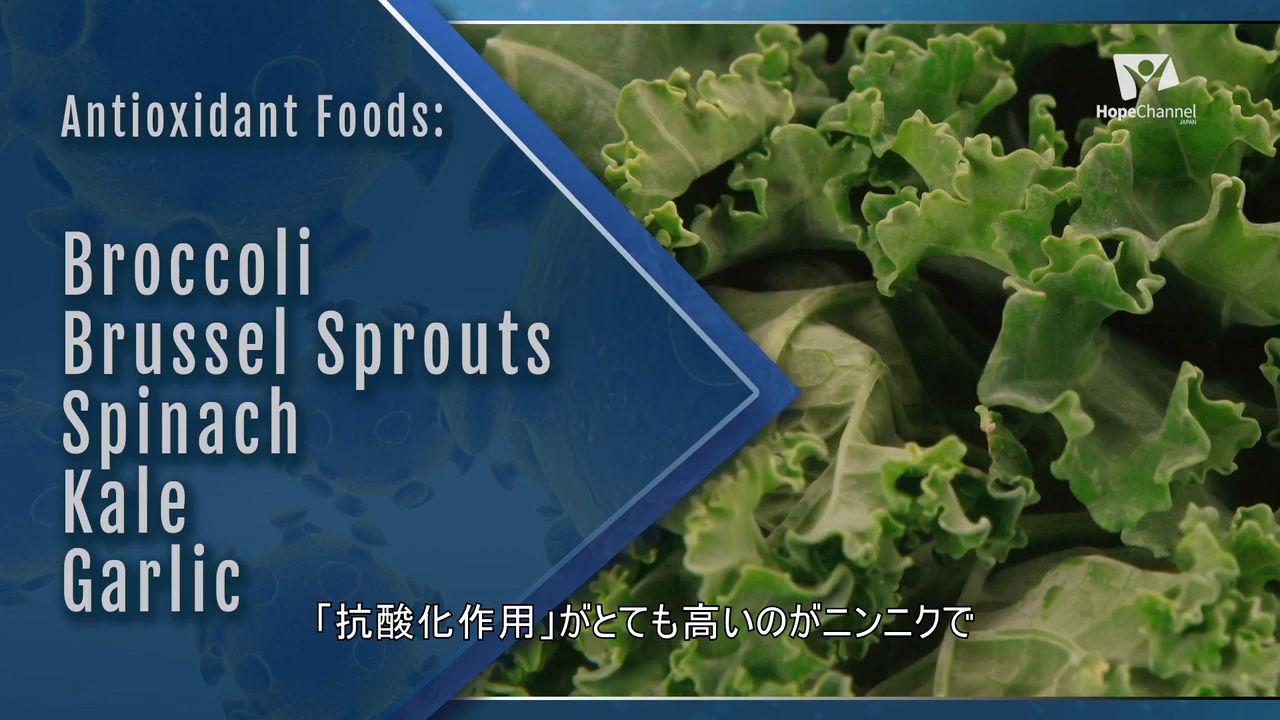 Antioxidant Foods:
HopeChannel
JAPAN
Broccoli
Brussel Sprouts
Spinach
Kale
Garlic
「抗酸化作用」がとても高いのがニンニクで